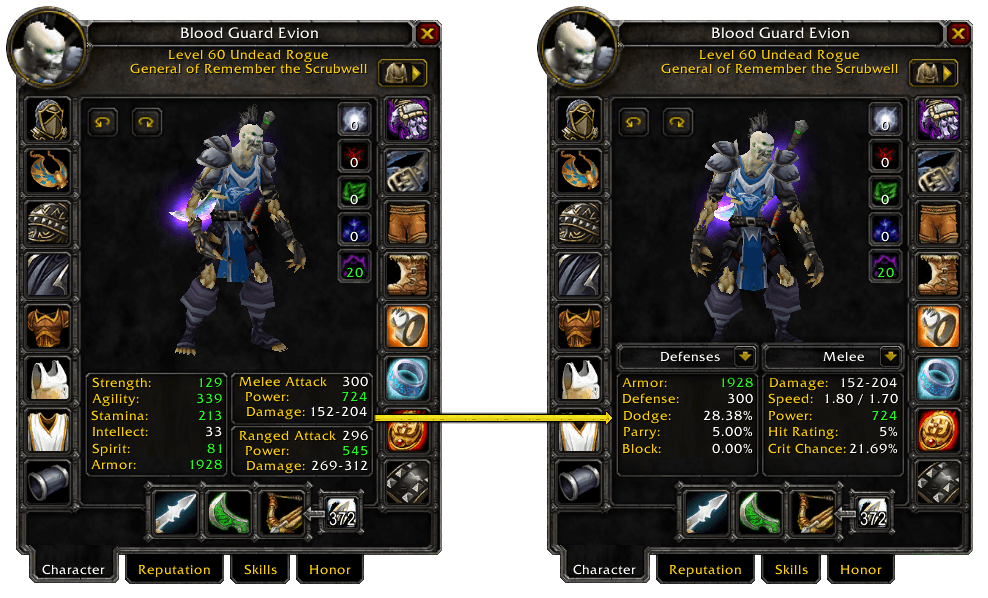 Blood Guard Evion
Level 60 Undead Rogue
General of Remember the Scrubwell
0
0
0
0
20
Strength: 129
Agility: 339
Stamina: 213
Intellect: 33
Spirit: 81
Armor: 1928
Melee Attack 300
Power: 724
Damage: 152-204
Ranged Attack 296
Power: 545
Damage: 269-312
372
Character
Reputation
Skills
Honor
Blood Guard Evion
Level 60 Undead Rogue
General of Remember the Scrubwell
0
0
0
0
20
Defenses
Armor: 1928
Defense: 300
Dodge: 28.38%
Parry: 5.00%
Block: 0.00%
Melee
Damage: 152-204
Speed: 1.80 / 1.70
Power: 724
Hit Rating: 5%
Crit Chance: 21.69%
372
Character
Reputation
Skills
Honor